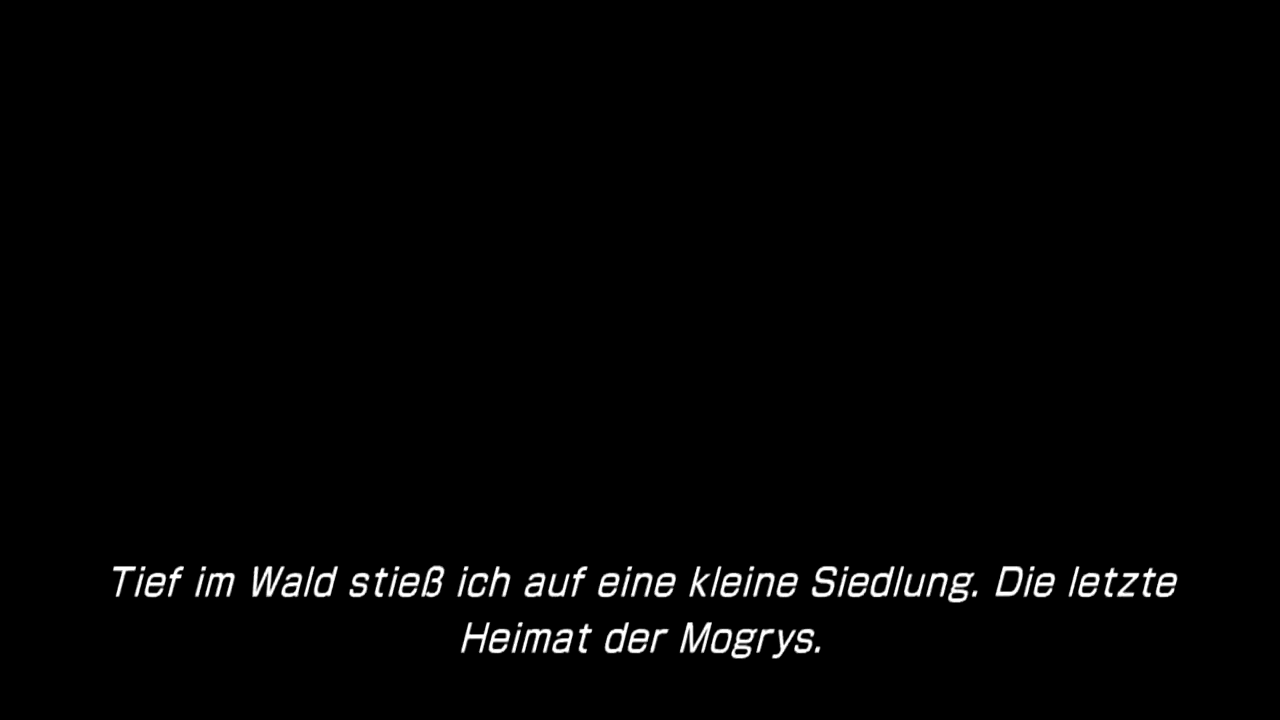 Tief im Wald stieß ich auf eine kleine Siedlung. Die letzte
Heimat der Mogrys.